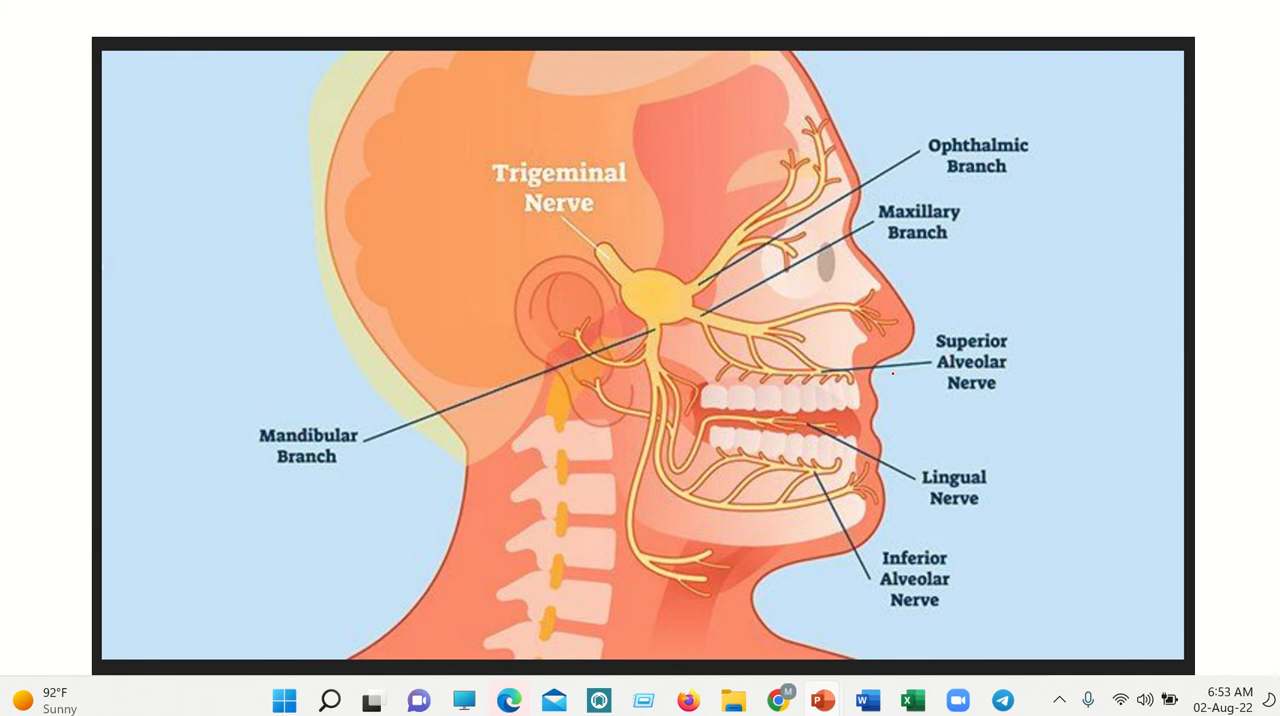 Trigeminal
Nerve
Ophthalmic
Branch
Maxillary
Branch
Superior
Alveolar
Nerve
Mandibular
Branch
Lingual
Nerve
Inferior
Alveolar
Nerve
92°F
Sunny
M
P
W
X
6:53 AM
02-Aug-22